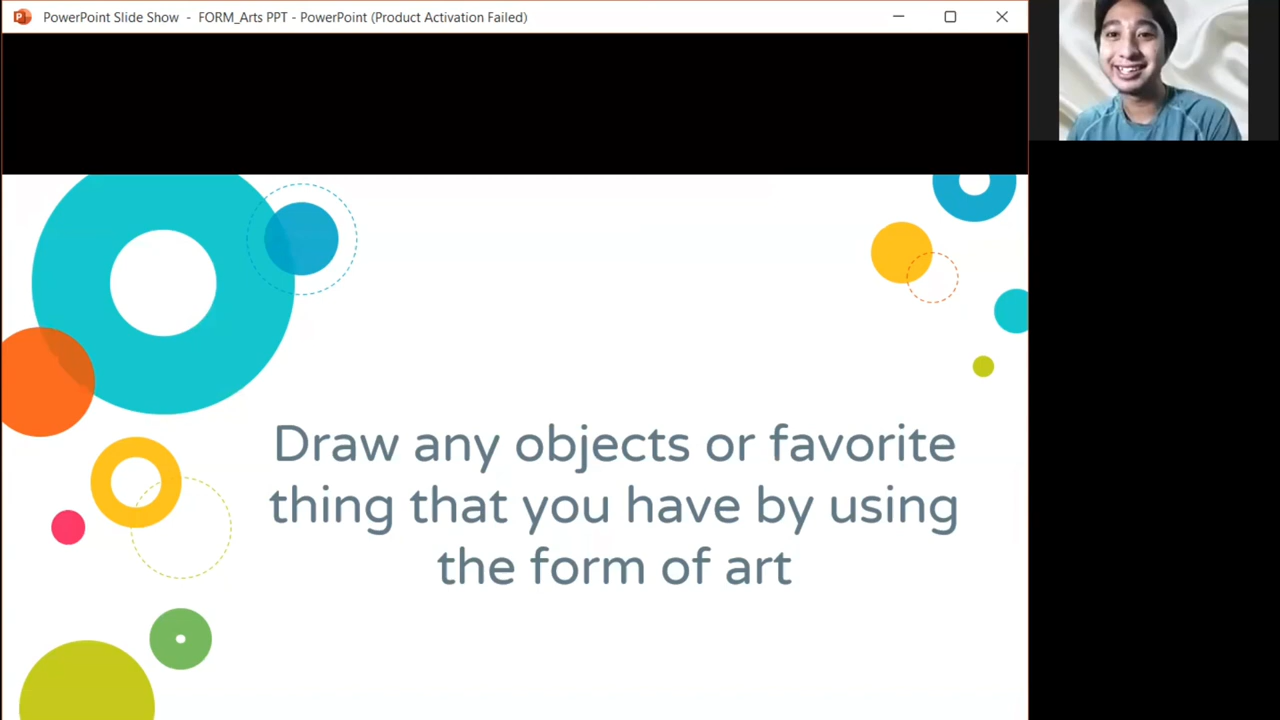 PowerPoint Slide Show - FORM_Arts PPT - PowerPoint (Product Activation Failed)
Draw any objects or favorite
thing that you have by using
the form of art